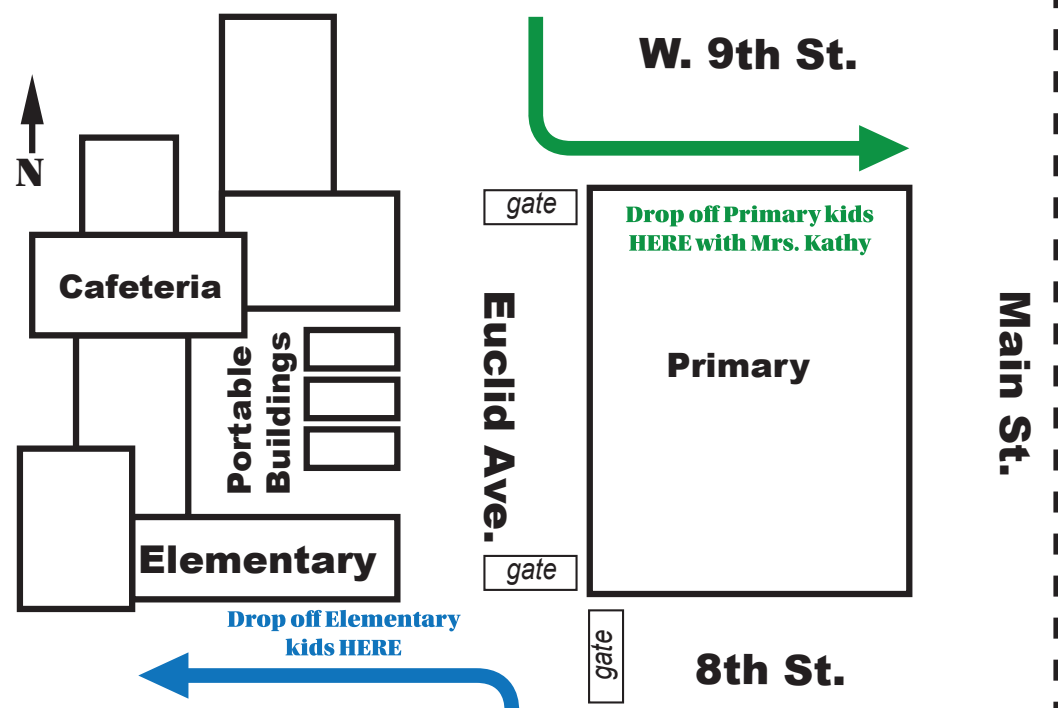 W. 9th St.
N
gate
Drop off Primary kids
HERE with Mrs. Kathy
Cafeteria
Euclid Ave.
Main St.
Portable
Buildings
Primary
Elementary
gate
Drop off Elementary
kids HERE
gate
8th St.